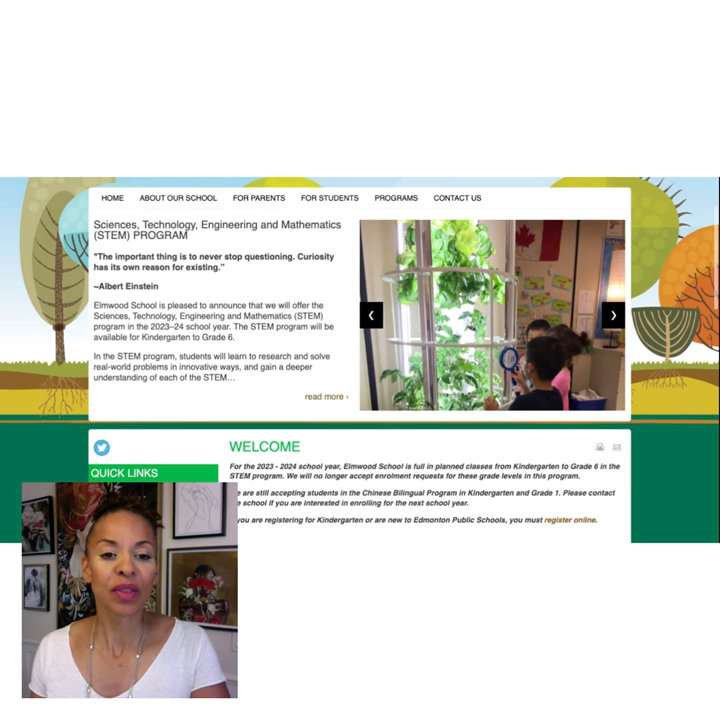 HOME ABOUT OUR SCHOOL FOR PARENTS FOR STUDENTS PROGRAMS CONTACT US
Sciences, Technology, Engineering and Mathematics
(STEM) PROGRAM
"The important thing is to never stop questioning. Curiosity
has its own reason for existing."
~Albert Einstein
Elmwood School is pleased to announce that we will offer the
Sciences, Technology, Engineering and Mathematics (STEM)
program in the 2023–24 school year. The STEM program will be
available for Kindergarten to Grade 6.
In the STEM program, students will learn to research and solve
real-world problems in innovative ways, and gain a deeper
understanding of each of the STEM…
read more ›
QUICK LINKS
WELCOME
For the 2023 - 2024 school year, Elmwood School is full in planned classes from Kindergarten to Grade 6 in the
STEM program. We will no longer accept enrolment requests for these grade levels in this program.
are still accepting students in the Chinese Bilingual Program in Kindergarten and Grade 1. Please contact
school if you are interested in enrolling for the next school year.
you are registering for Kindergarten or are new to Edmonton Public Schools, you must register online.